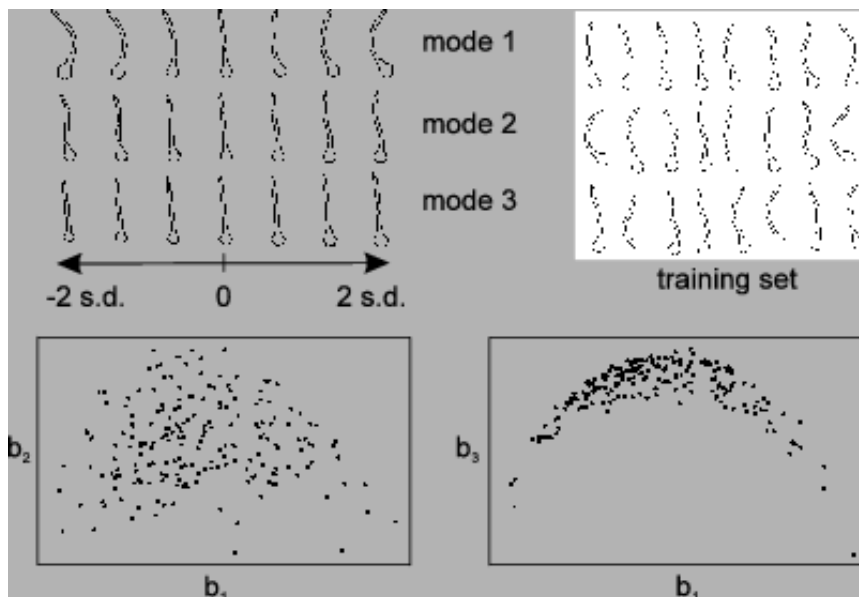 mode 1
mode 2
mode 3
-2 s.d. 0 2 s.d.
training set
b2
b1
b3
b1